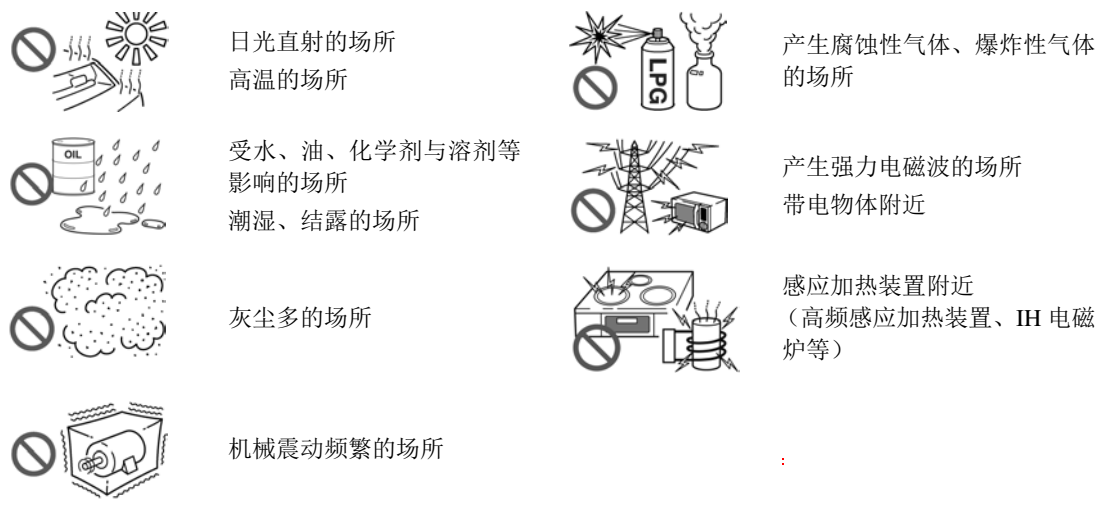 日光直射的场所
高温的场所
LPG
产生腐蚀性气体、爆炸性气体
的场所
OIL
受水、油、化学剂与溶剂等
影响的场所
潮湿、结露的场所
产生强力电磁波的场所
带电物体附近
灰尘多的场所
感应加热装置附近
（高频感应加热装置、IH 电磁
炉等）
机械震动频繁的场所
: